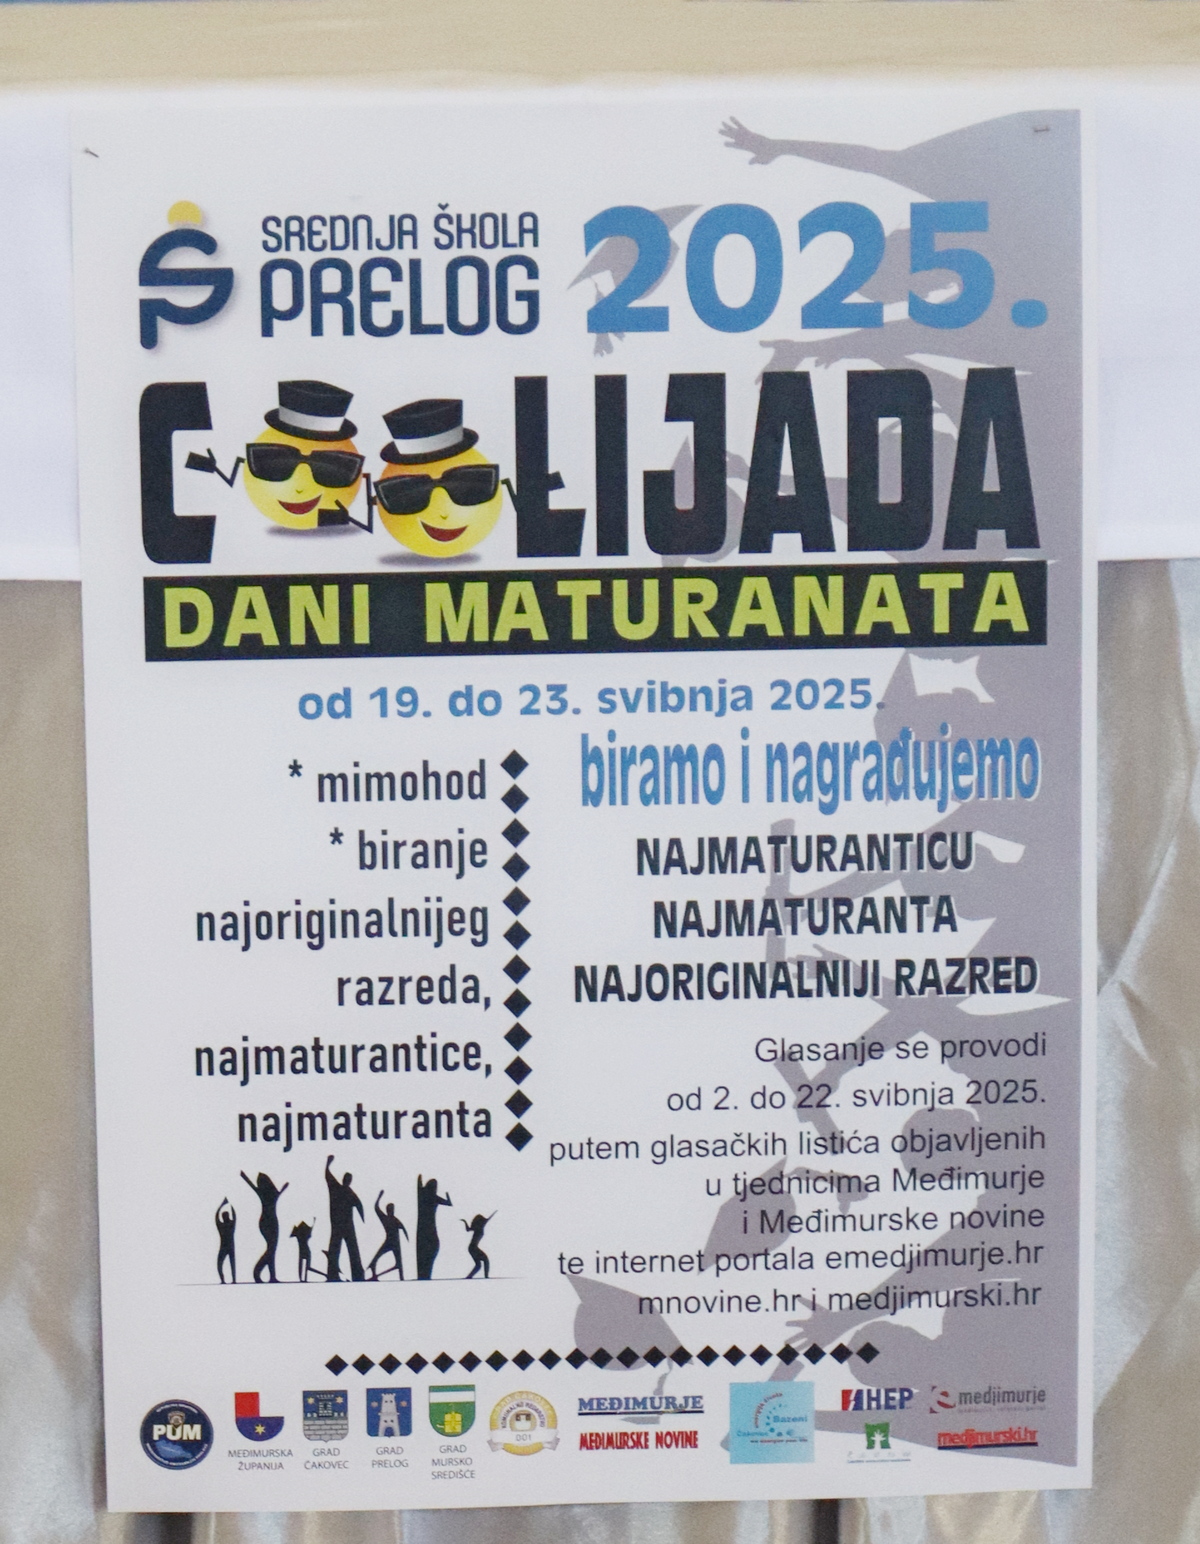 SREDNJA ŠKOLA
PRELOG
2025.
COOLIJADA
DANI MATURANATA
od 19. do 23. svibnja 2025.
* mimohod
* biranje
najoriginalnijeg
razreda,
najmaturantice,
najmaturanta
biramo i nagrađujemo
NAJMATURANTICU
NAJMATURANTA
NAJORIGINALNIJI RAZRED
Glasanje se provodi
od 2. do 22. svibnja 2025.
putem glasačkih listića objavljenih
u tjednicima Međimurje
i Međimurske novine
te internet portala emedjimurje.hr
mnovine.hr i medjimurski.hr
PUM
MEĐIMURSKA
ŽUPANIJA
GRAD
ČAKOVEC
GRAD
PRELOG
GRAD
MURSKO
SREDIŠĆE
001
MEĐIMURJE
MEĐIMURSKE NOVINE
Bazeni
HEP
medjimurje
medjimurski.hr